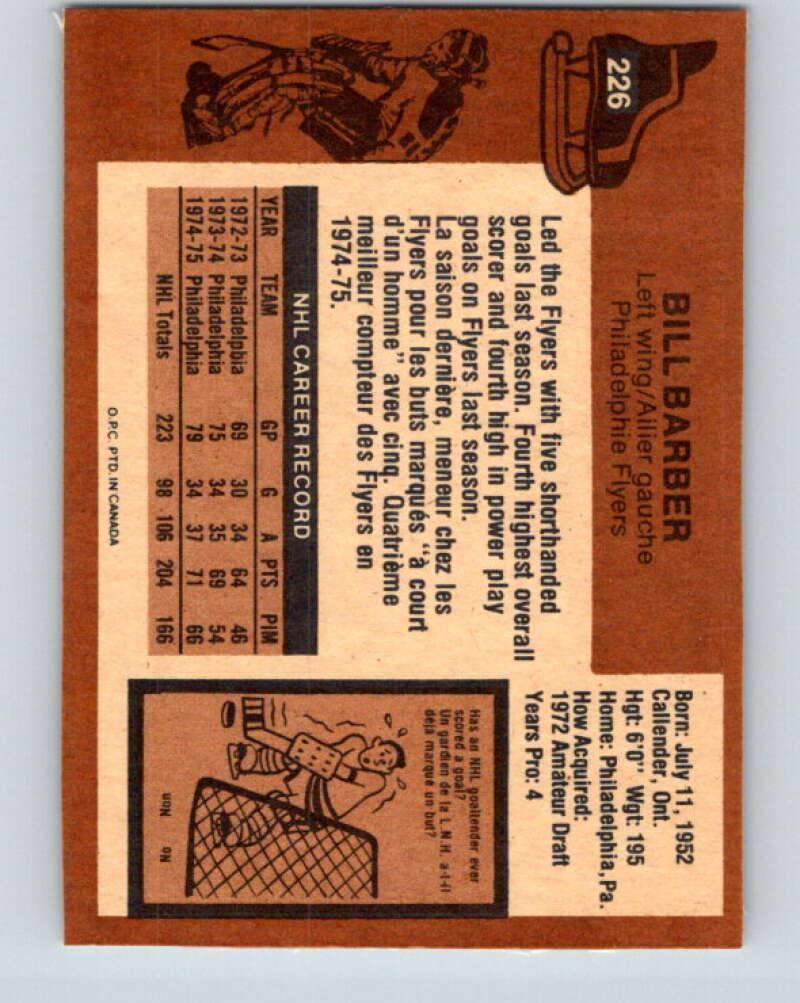 226
BILL BARBER
Left wing/Ailier gauche
Philadelphie Flyers
Born: July 11, 1952
Callender, Ont.
Hgt: 6'0" Wgt: 195
Home: Philadelphia, Pa.
How Acquired:
1972 Amateur Draft
Years Pro: 4
Led the Flyers with five shorthanded
goals last season. Fourth highest overall
scorer and fourth high in power play
goals on Flyers last season.
La saison dernière, meneur chez les
Flyers pour les buts marqués "à court
d'un homme" avec cinq. Quatrième
meilleur compteur des Flyers en
1974-75.
NHL CAREER RECORD
YEAR TEAM GP G A PTS PIM
1972-73 Philadelphia 69 30 34 64 46
1973-74 Philadelphia 75 34 35 69 54
1974-75 Philadelphia 79 34 37 71 66
NHL Totals 223 98 106 204 166
Has an NHL goaltender ever
scored a goal?
Un gardien de la L.N.H. a-t-il
déjà marqué un but?
No
Non
O.P.C. PTD. IN CANADA